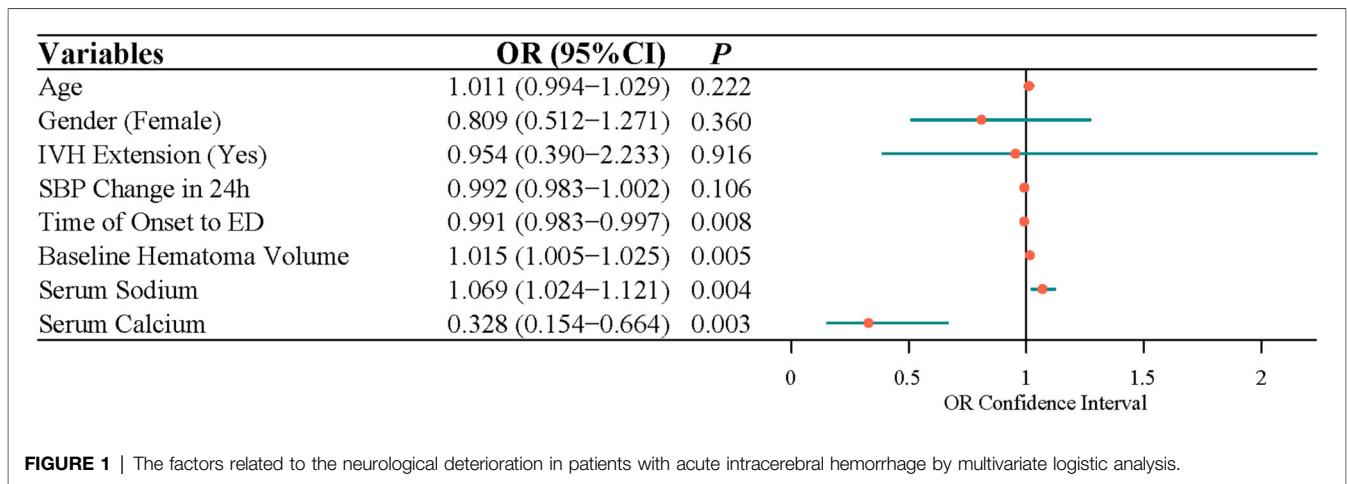 Variables OR (95%CI) P
Age 1.011 (0.994−1.029) 0.222
Gender (Female) 0.809 (0.512−1.271) 0.360
IVH Extension (Yes) 0.954 (0.390−2.233) 0.916
SBP Change in 24h 0.992 (0.983−1.002) 0.106
Time of Onset to ED 0.991 (0.983−0.997) 0.008
Baseline Hematoma Volume 1.015 (1.005−1.025) 0.005
Serum Sodium 1.069 (1.024−1.121) 0.004
Serum Calcium 0.328 (0.154−0.664) 0.003
0 0.5 1 1.5 2
OR Confidence Interval
FIGURE 1 | The factors related to the neurological deterioration in patients with acute intracerebral hemorrhage by multivariate logistic analysis.